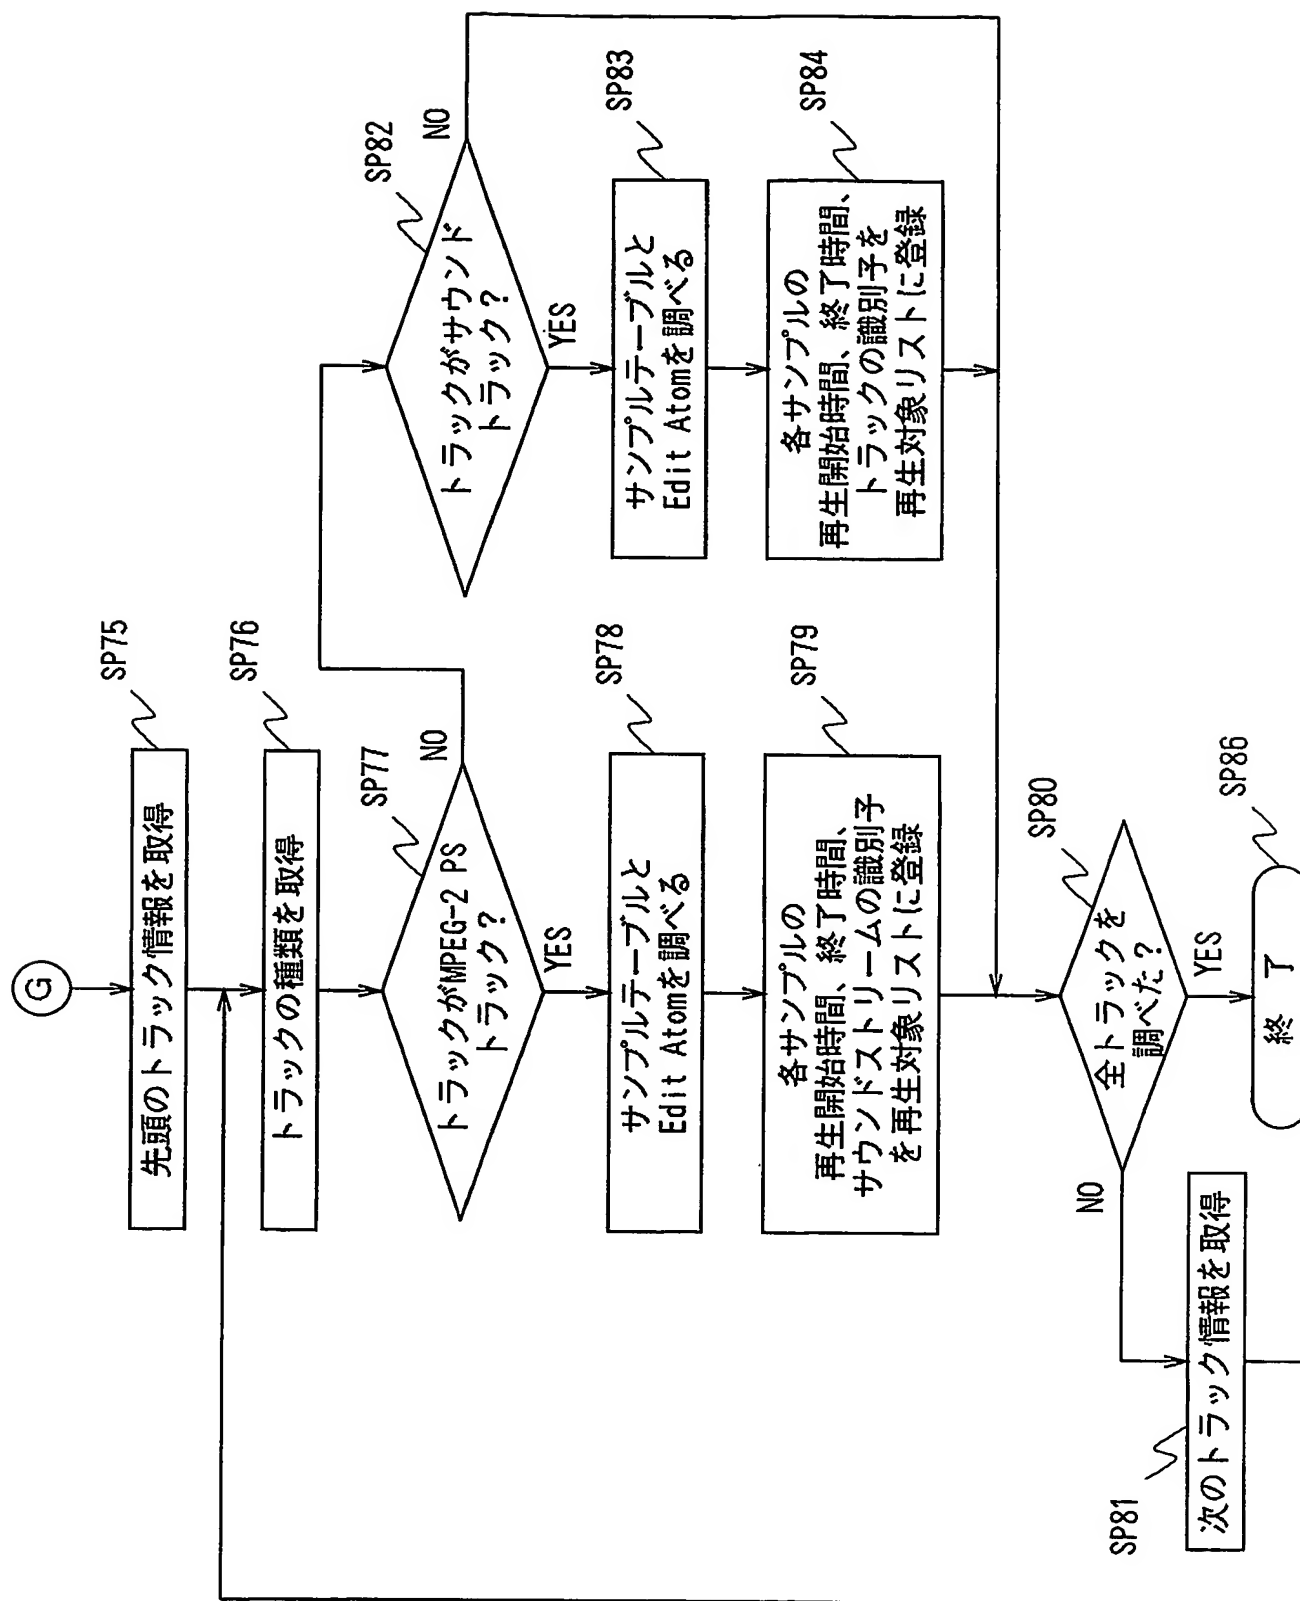 G
先頭のトラック情報を取得
SP75
トラックの種類を取得
SP76
トラックがMPEG-2 PS
トラック?
SP77
NO
YES
サンプルテーブルと
Edit Atomを調べる
SP78
各サンプルの
再生開始時間、終了時間、
サウンドストリームの識別子
を再生対象リストに登録
SP79
トラックがサウンド
トラック?
SP82
NO
YES
サンプルテーブルと
Edit Atomを調べる
SP83
各サンプルの
再生開始時間、終了時間、
トラックの識別子を
再生対象リストに登録
SP84
全トラックを
調べた?
SP80
NO
YES
次のトラック情報を取得
SP81
終 了
SP86